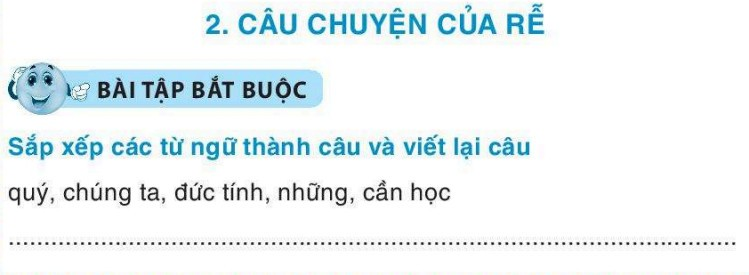 2. CÂU CHUYỆN CỦA RỄ
BÀI TẬP BẮT BUỘC
Sắp xếp các từ ngữ thành câu và viết lại câu
quý, chúng ta, đức tính, những, cần học
....................................................................................................